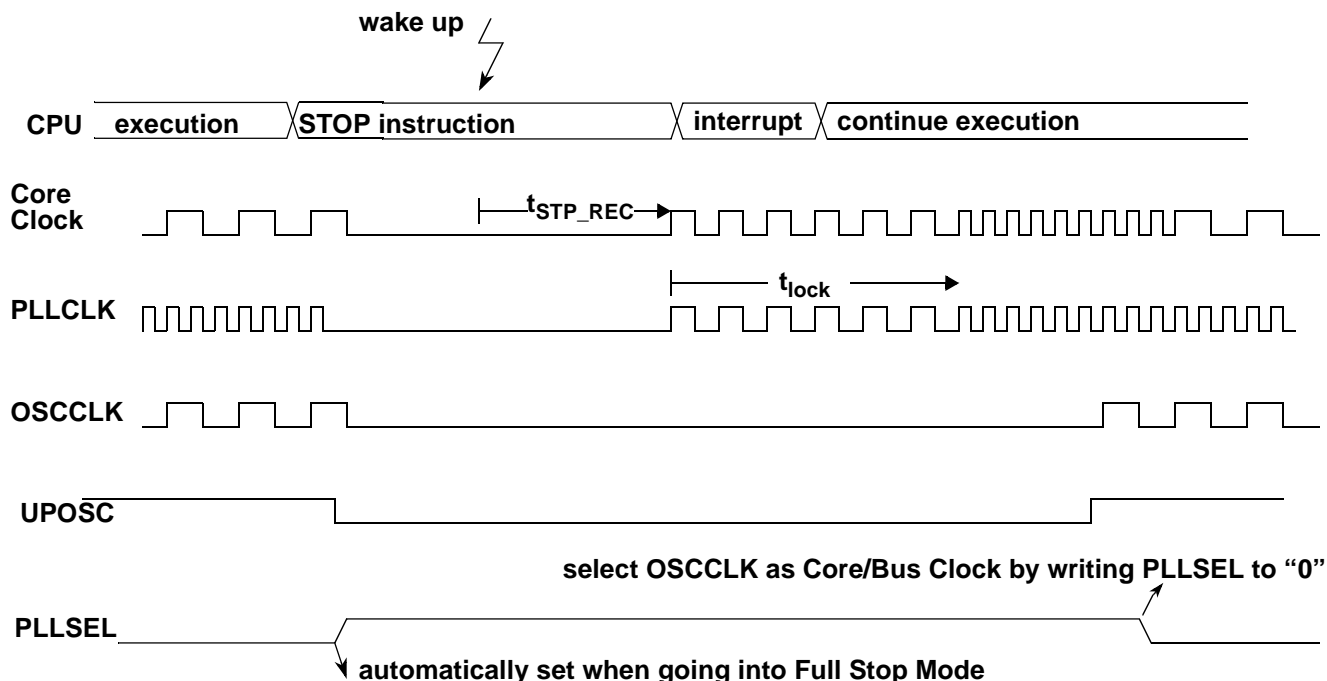 wake up
CPU execution STOP instruction interrupt continue execution
Core
Clock
tSTP_REC
tlock
PLLCLK
OSCCLK
UPOSC
select OSCCLK as Core/Bus Clock by writing PLLSEL to “0”
PLLSEL
automatically set when going into Full Stop Mode